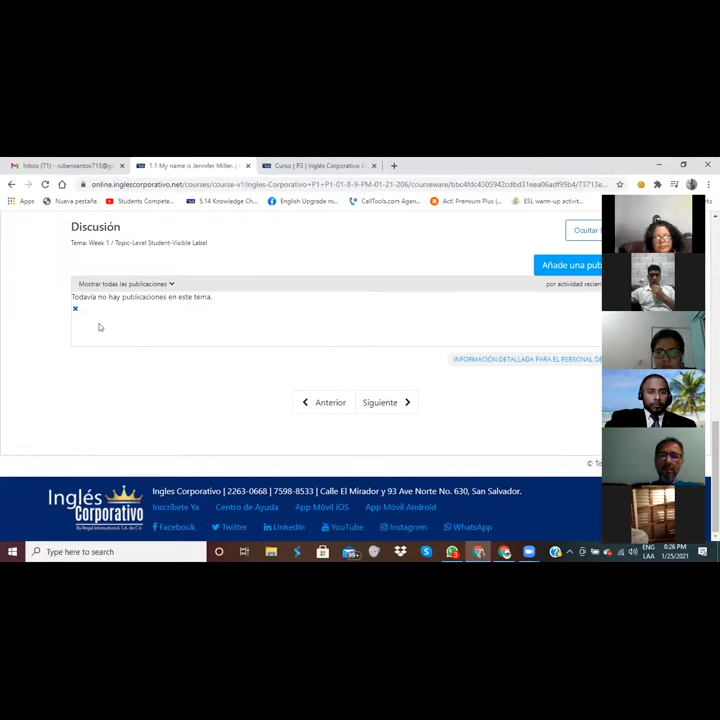 Inbox (71) - rubensantos713@g
1.1 My name is Jennifer Miller. |
Curso | P3 | Inglés Corporativo
online.inglescorporativo.net/courses/course-v1:Ingles-Corporativo+P1+P1-01-8-9-PM-01-21-206/courseware/bbc4fdc4305942cdbd31eea06adf95b4/73713e...
Apps
Nueva pestaña
Students Compete...
5.14 Knowledge Ch...
English Upgrade m...
CallTools.com Agen...
Act! Premium Plus (...
ESL warm-up activit...
Discusión
Ocultar
Tema: Week 1 / Topic-Level Student-Visible Label
Añade una pub
Mostrar todas las publicaciones
por actividad recien
Todavía no hay publicaciones en este tema.
INFORMACIÓN DETALLADA PARA EL PERSONAL DE
Anterior
Siguiente
© To
Inglés Corporativo
By Regal International, S.A. de C.V.
Ingles Corporativo | 2263-0668 | 7598-8533 | Calle El Mirador y 93 Ave Norte No. 630, San Salvador.
Inscríbete Ya
Centro de Ayuda
App Móvil iOS
App Móvil Android
Facebook
Twitter
LinkedIn
YouTube
Instagram
WhatsApp
Type here to search
99+
ENG
LAA
8:26 PM
1/25/2021